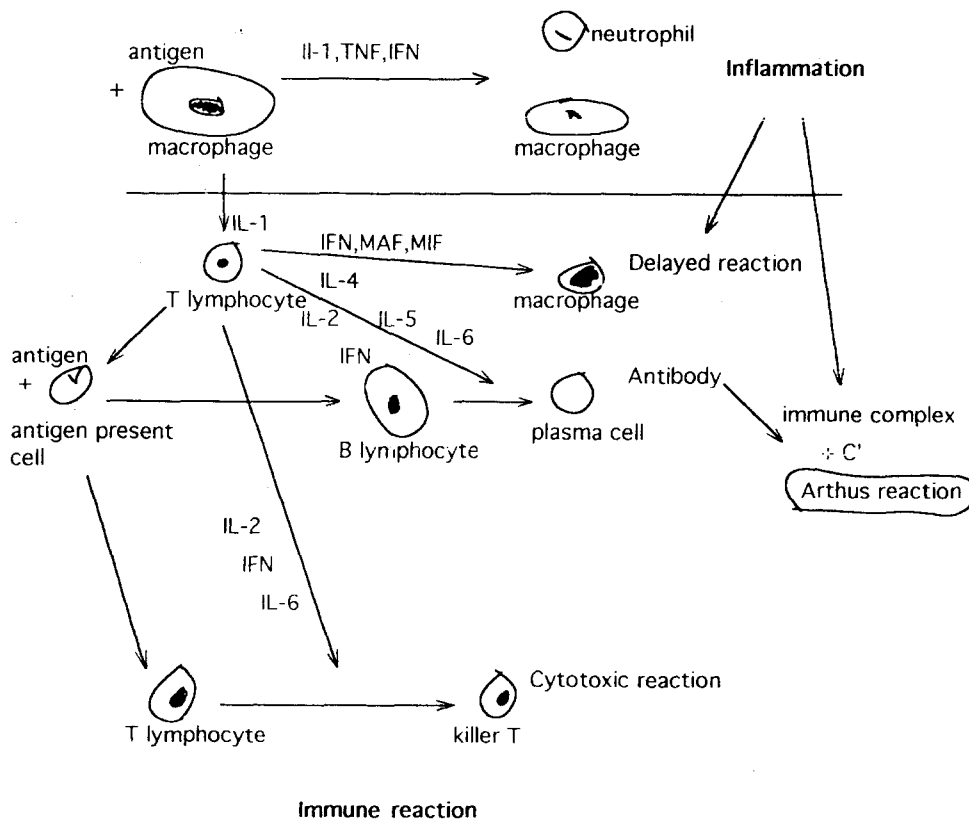 antigen
+
Il-1,TNF,IFN
neutrophil
Inflammation
macrophage
macrophage
IL-1
IFN,MAF,MIF
Delayed reaction
IL-4
macrophage
T lymphocyte
IL-2
IL-5
IL-6
antigen
+
IFN
Antibody
antigen present
cell
B lymphocyte
plasma cell
immune complex
+ C'
Arthus reaction
IL-2
IFN
IL-6
Cytotoxic reaction
T lymphocyte
killer T
Immune reaction